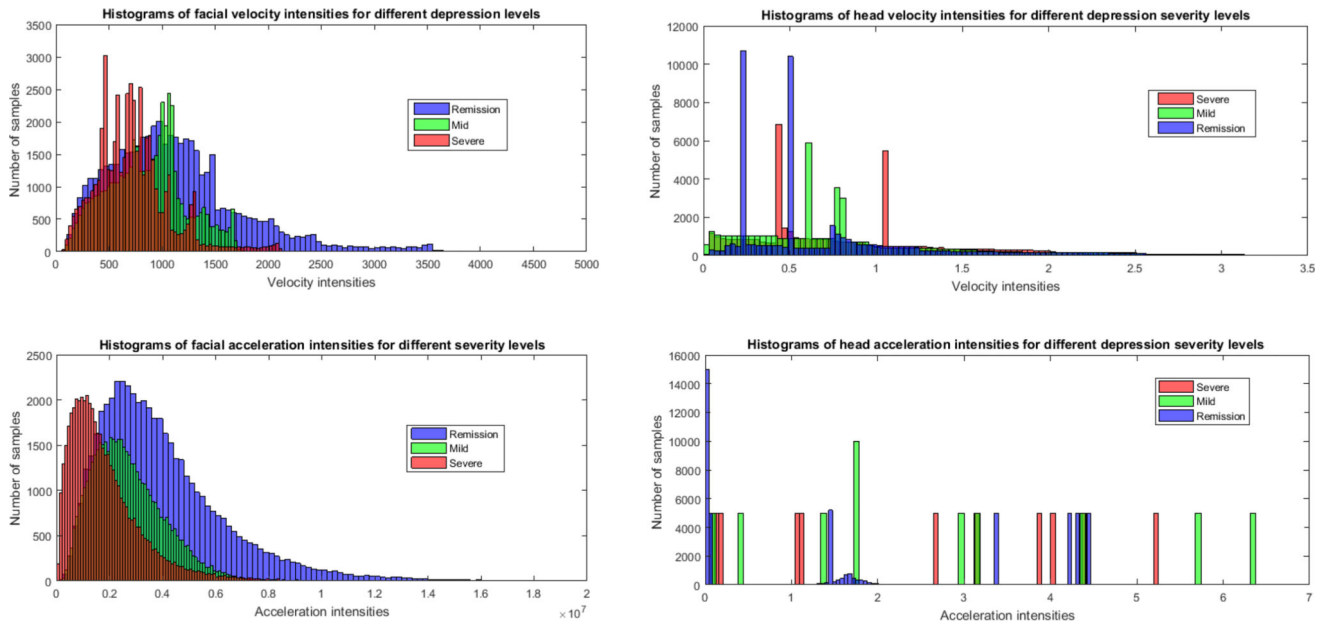 Histograms of facial velocity intensities for different depression levels
3500
3000
2500
2000
1500
1000
500
0
Number of samples
Remission
Mid
Severe
0 500 1000 1500 2000 2500 3000 3500 4000 4500 5000
Velocity intensities
Histograms of head velocity intensities for different depression severity levels
12000
10000
8000
6000
4000
2000
0
Number of samples
Severe
Mild
Remission
0 0.5 1 1.5 2 2.5 3 3.5
Velocity intensities
Histograms of facial acceleration intensities for different severity levels
2500
2000
1500
1000
500
0
Number of samples
Remission
Mild
Severe
0 0.2 0.4 0.6 0.8 1 1.2 1.4 1.6 1.8 2
Acceleration intensities
× 10^7
Histograms of head acceleration intensities for different depression severity levels
16000
14000
12000
10000
8000
6000
4000
2000
0
Number of samples
Severe
Mild
Remission
0 1 2 3 4 5 6 7
Acceleration intensities